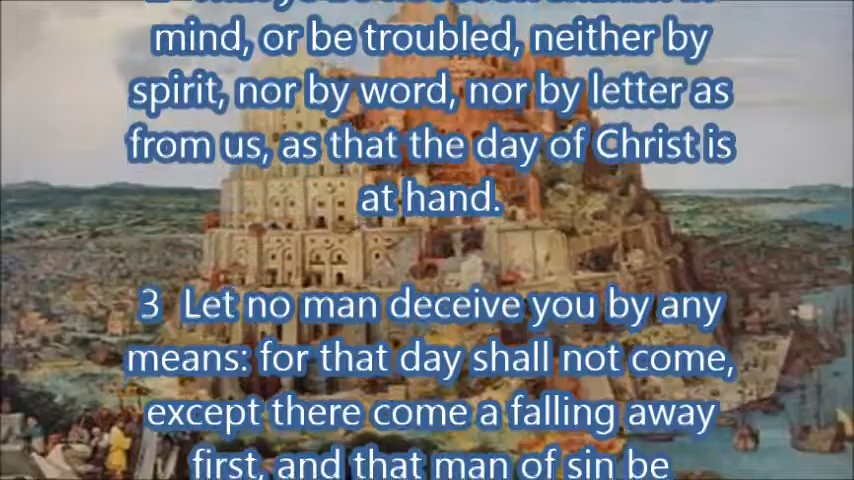 mind, or be troubled, neither by
spirit, nor by word, nor by letter as
from us, as that the day of Christ is
at hand.
3 Let no man deceive you by any
means: for that day shall not come,
except there come a falling away
first, and that man of sin be